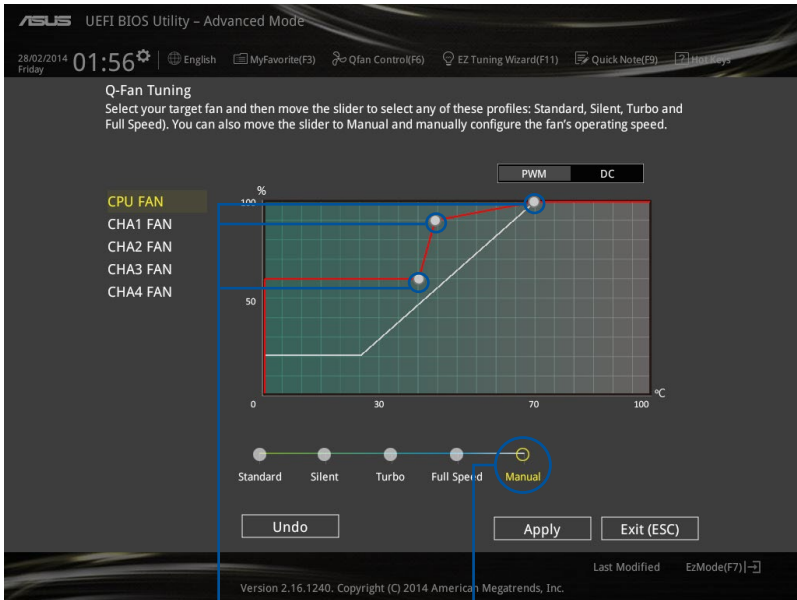 ASUS UEFI BIOS Utility – Advanced Mode
28/02/2014 Friday 01:56 English MyFavorite(F3) Qfan Control(F6) EZ Tuning Wizard(F11) Quick Note(F9) ? Hot Keys
Q-Fan Tuning
Select your target fan and then move the slider to select any of these profiles: Standard, Silent, Turbo and
Full Speed). You can also move the slider to Manual and manually configure the fan's operating speed.
PWM DC
%
CPU FAN
CHA1 FAN
CHA2 FAN
CHA3 FAN
CHA4 FAN
100
50
°C
0 30 70 100
Standard Silent Turbo Full Speed Manual
Undo Apply Exit (ESC)
Last Modified EzMode(F7)
Version 2.16.1240. Copyright (C) 2014 American Megatrends, Inc.